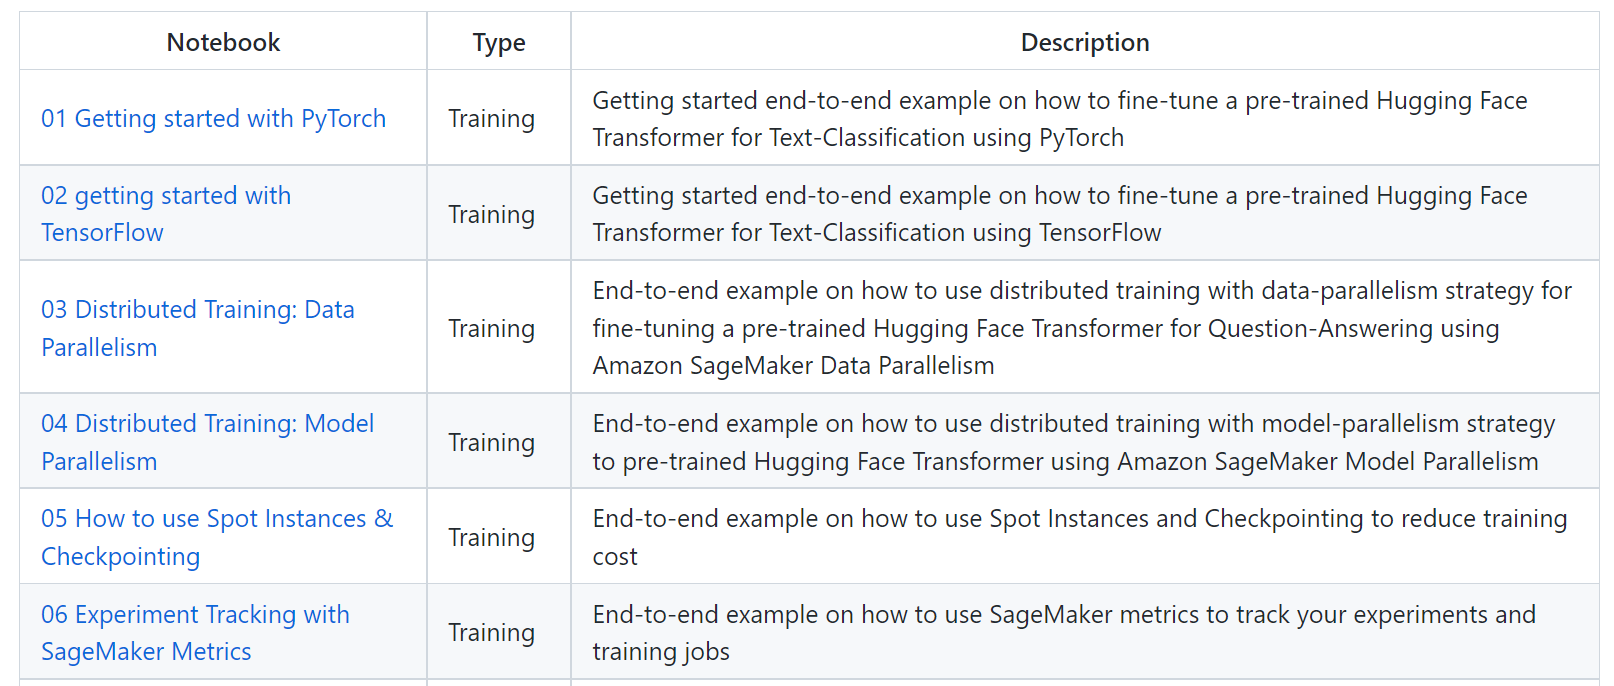 Notebook Type Description
01 Getting started with PyTorch Training Getting started end-to-end example on how to fine-tune a pre-trained Hugging Face
Transformer for Text-Classification using PyTorch
02 getting started with
TensorFlow
Training
Getting started end-to-end example on how to fine-tune a pre-trained Hugging Face
Transformer for Text-Classification using TensorFlow
03 Distributed Training: Data
Parallelism
Training
End-to-end example on how to use distributed training with data-parallelism strategy for
fine-tuning a pre-trained Hugging Face Transformer for Question-Answering using
Amazon SageMaker Data Parallelism
04 Distributed Training: Model
Parallelism
Training
End-to-end example on how to use distributed training with model-parallelism strategy
to pre-trained Hugging Face Transformer using Amazon SageMaker Model Parallelism
05 How to use Spot Instances &
Checkpointing
Training
End-to-end example on how to use Spot Instances and Checkpointing to reduce training
cost
06 Experiment Tracking with
SageMaker Metrics
Training
End-to-end example on how to use SageMaker metrics to track your experiments and
training jobs